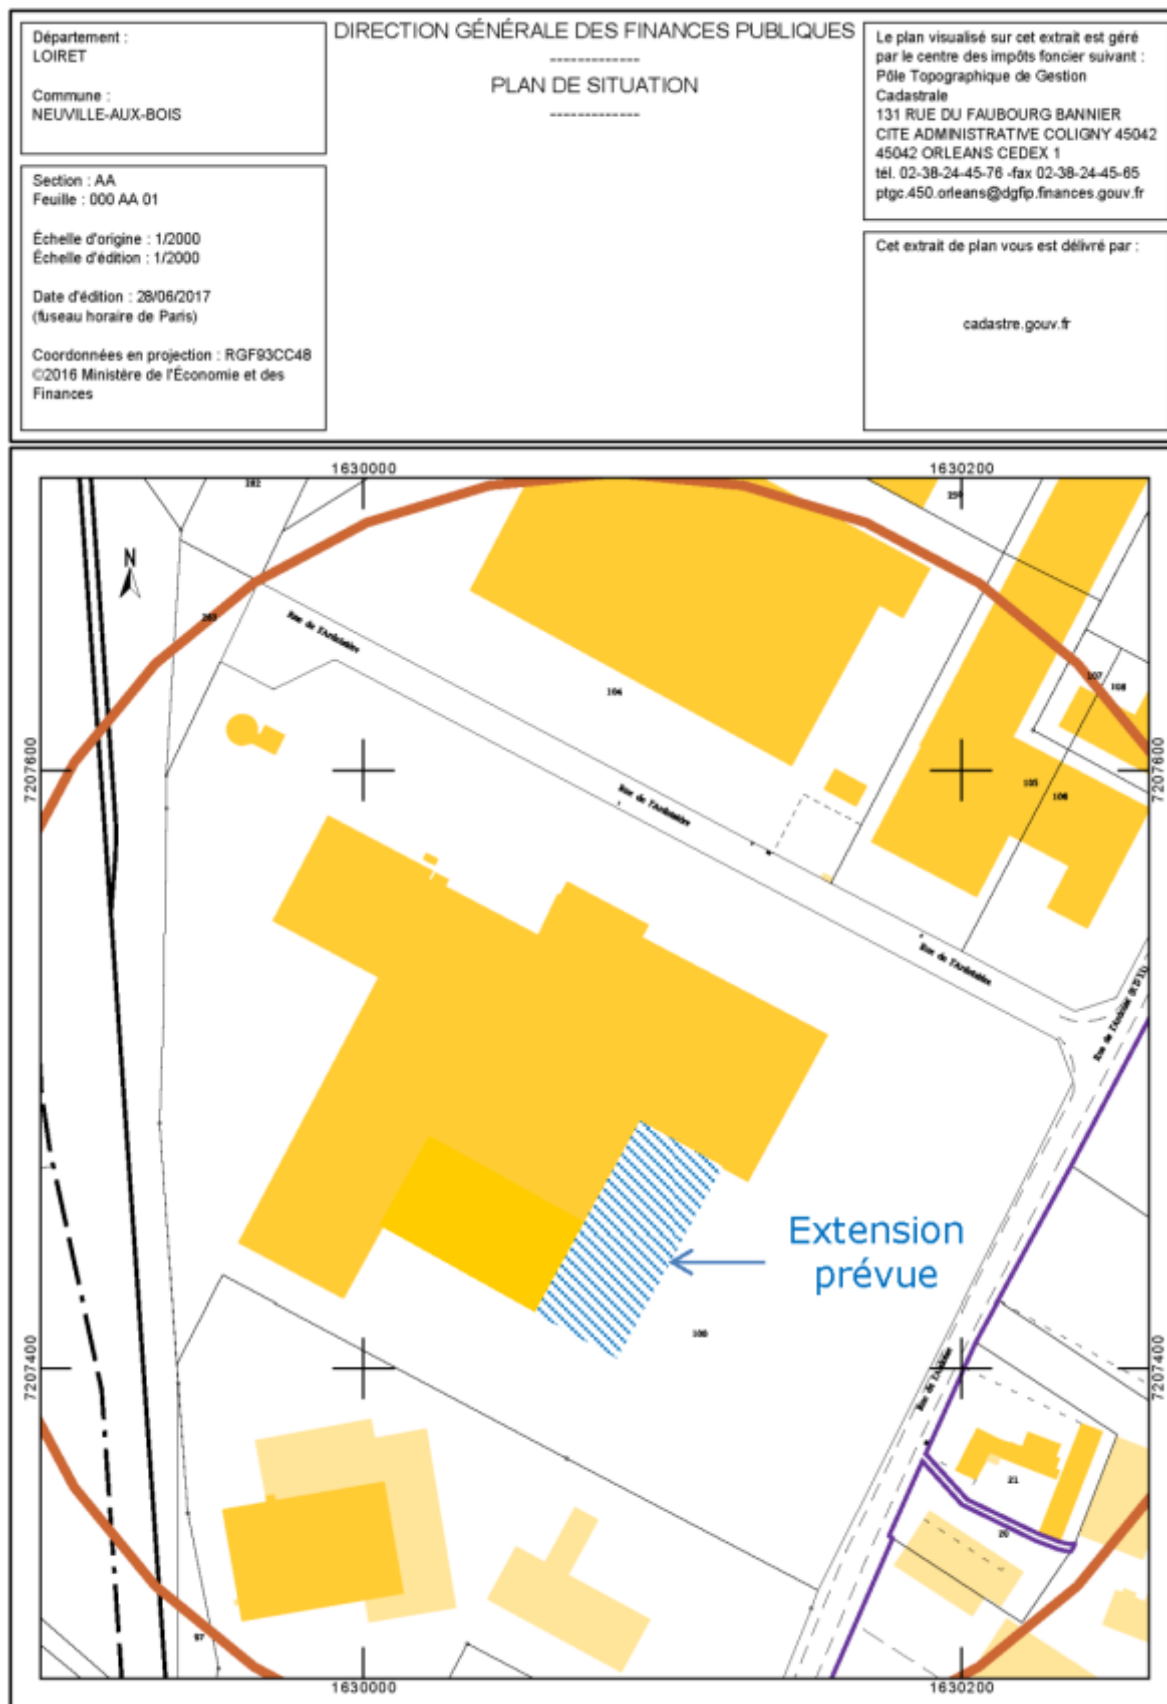 Département :
LOIRET
Commune :
NEUVILLE-AUX-BOIS
Section : AA
Feuille : 000 AA 01
Échelle d'origine : 1/2000
Échelle d'édition : 1/2000
Date d'édition : 28/06/2017
(fuseau horaire de Paris)
Coordonnées en projection : RGF93CC48
©2016 Ministère de l'Économie et des
Finances
DIRECTION GÉNÉRALE DES FINANCES PUBLIQUES
-------------
PLAN DE SITUATION
-------------
Le plan visualisé sur cet extrait est géré
par le centre des impôts foncier suivant :
Pôle Topographique de Gestion
Cadastrale
131 RUE DU FAUBOURG BANNIER
CITE ADMINISTRATIVE COLIGNY 45042
45042 ORLEANS CEDEX 1
tél. 02-38-24-45-76 -fax 02-38-24-45-65
ptgc.450.orleans@dgfip.finances.gouv.fr
Cet extrait de plan vous est délivré par :
cadastre.gouv.fr
1630000
1630200
N
104
107
108
7207600
7207600
105
106
Extension
prévue
7207400
7207400
21
20
97
1630000
1630200